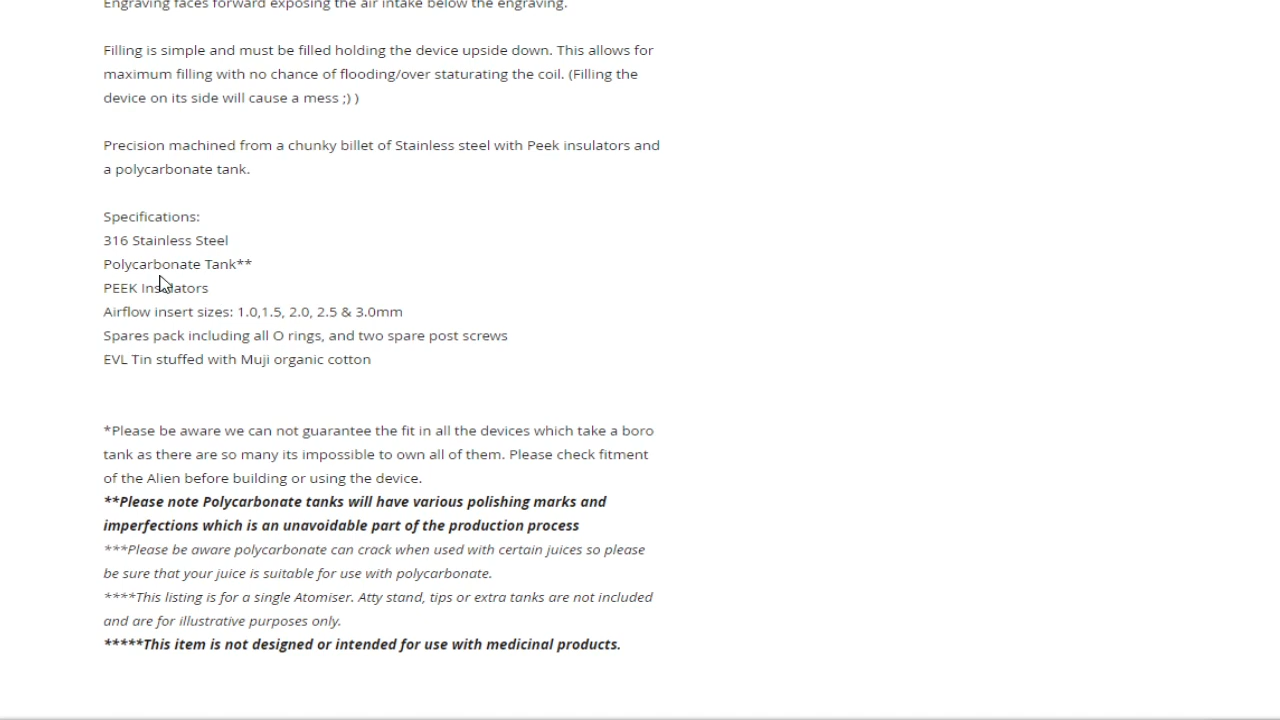 Engraving faces forward exposing the air intake below the engraving.
Filling is simple and must be filled holding the device upside down. This allows for
maximum filling with no chance of flooding/over staturating the coil. (Filling the
device on its side will cause a mess ;) )
Precision machined from a chunky billet of Stainless steel with Peek insulators and
a polycarbonate tank.
Specifications:
316 Stainless Steel
Polycarbonate Tank**
PEEK Insulators
Airflow insert sizes: 1.0,1.5, 2.0, 2.5 & 3.0mm
Spares pack including all O rings, and two spare post screws
EVL Tin stuffed with Muji organic cotton
*Please be aware we can not guarantee the fit in all the devices which take a boro
tank as there are so many its impossible to own all of them. Please check fitment
of the Alien before building or using the device.
**Please note Polycarbonate tanks will have various polishing marks and
imperfections which is an unavoidable part of the production process
***Please be aware polycarbonate can crack when used with certain juices so please
be sure that your juice is suitable for use with polycarbonate.
****This listing is for a single Atomiser. Atty stand, tips or extra tanks are not included
and are for illustrative purposes only.
*****This item is not designed or intended for use with medicinal products.